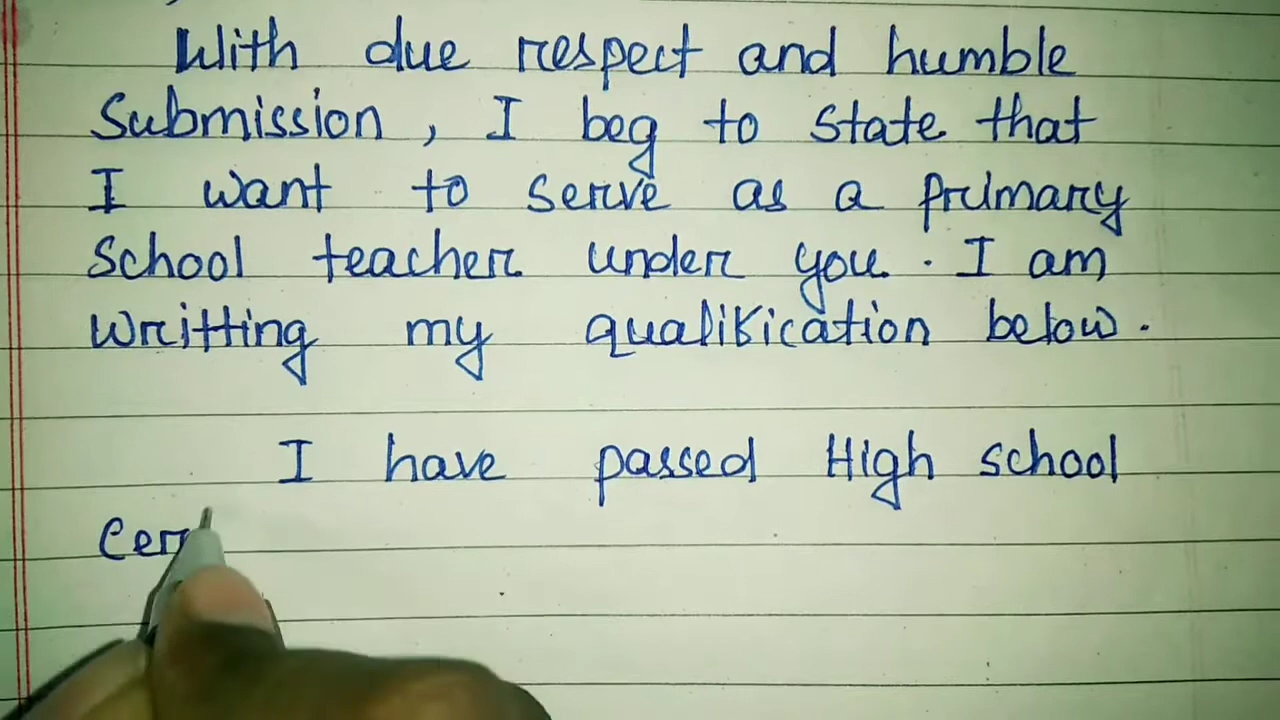 With due respect and humble
Submission, I beg to state that
I want to serve as a primary
School teacher under you. I am
writting my qualification below.
I have passed High school
Cer